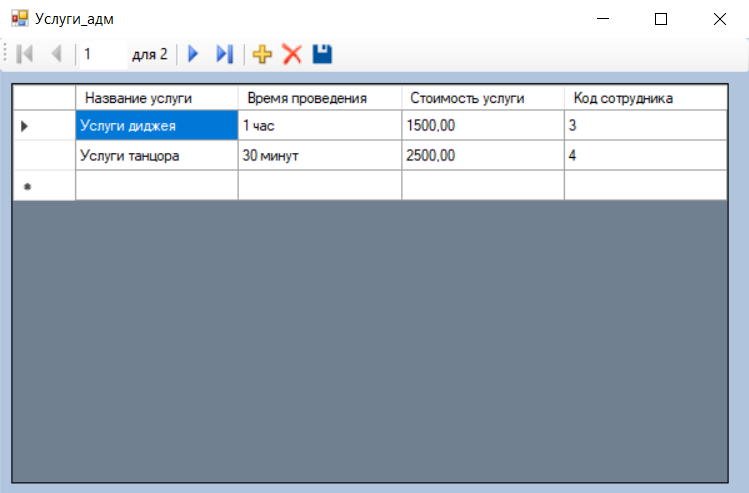 Услуги_адм
1 для 2
Название услуги Время проведения Стоимость услуги Код сотрудника
Услуги диджея 1 час 1500,00 3
Услуги танцора 30 минут 2500,00 4